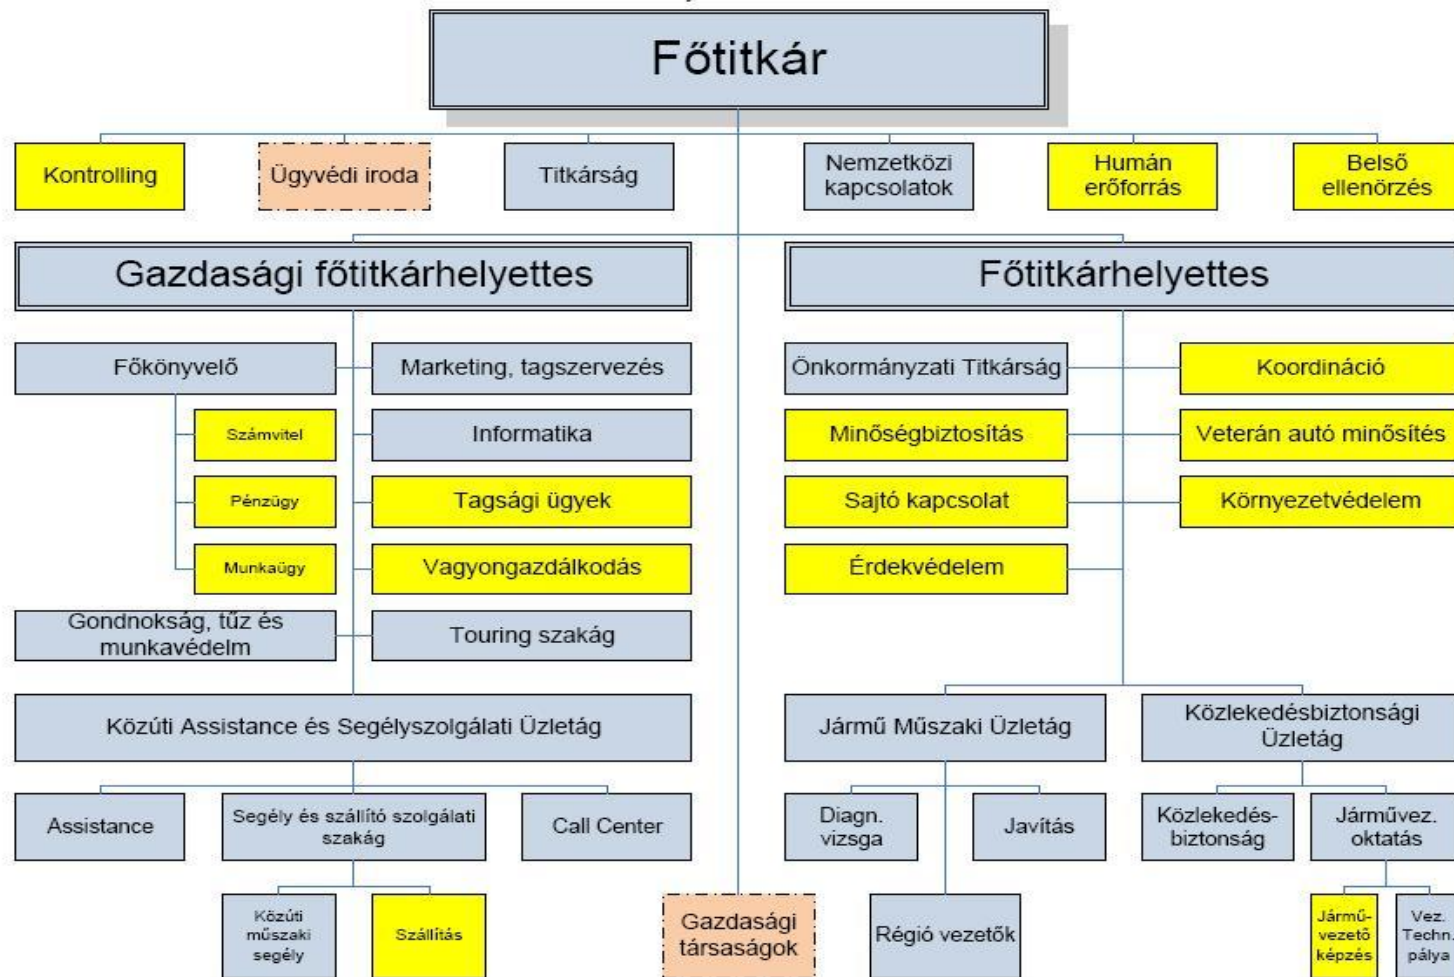 Főtitkár
Kontrolling
Ügyvédi iroda
Titkárság
Nemzetközi
kapcsolatok
Humán
erőforrás
Belső
ellenörzés
Gazdasági főtitkárhelyettes
Főtitkárhelyettes
Főkönyvelő
Marketing, tagszervezés
Számvitel
Informatika
Pénzügy
Tagsági ügyek
Munkaügy
Vagyongazdálkodás
Gondnokság, tűz és
munkavédelm
Touring szakág
Önkormányzati Titkárság
Koordináció
Minőségbiztosítás
Veterán autó minősítés
Sajtó kapcsolat
Környezetvédelem
Érdekvédelem
Közúti Assistance és Segélyszolgálati Üzletág
Jármű Műszaki Üzletág
Közlekedésbiztonsági
Üzletág
Assistance
Segély és szállító szolgálati
szakág
Call Center
Diagn.
vizsga
Javítás
Közlekedés-
biztonság
Járművez.
oktatás
Közúti
műszaki
segély
Szállítás
Gazdasági
társaságok
Régió vezetők
Jármű-
vezető
képzés
Vez.
Techn.
pálya